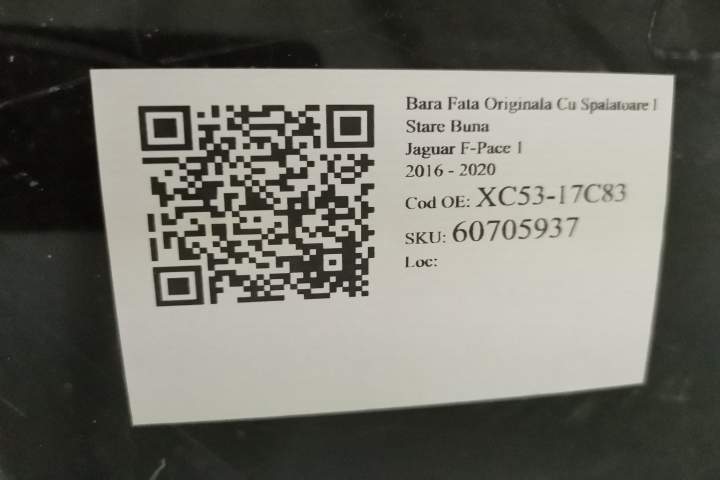 Bara Fata Originala Cu Spalatoare I
Stare Buna
Jaguar F-Pace 1
2016 - 2020
Cod OE: XC53-17C83
SKU: 60705937
Loc: